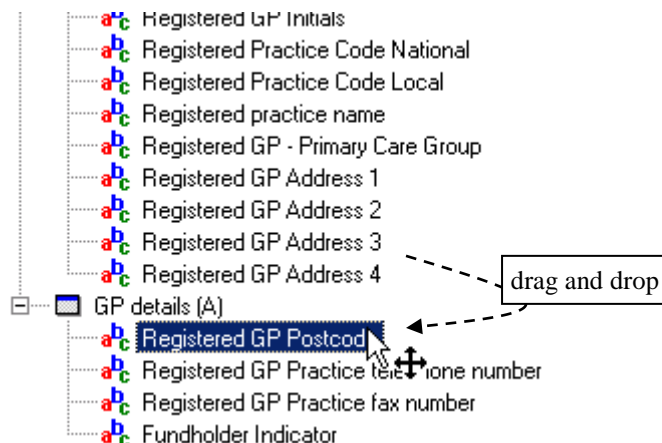 Registered GP Initials
Registered Practice Code National
Registered Practice Code Local
Registered practice name
Registered GP - Primary Care Group
Registered GP Address 1
Registered GP Address 2
Registered GP Address 3
Registered GP Address 4
drag and drop
GP details (A)
Registered GP Postcod
Registered GP Practice telephone number
Registered GP Practice fax number
Fundholder Indicator